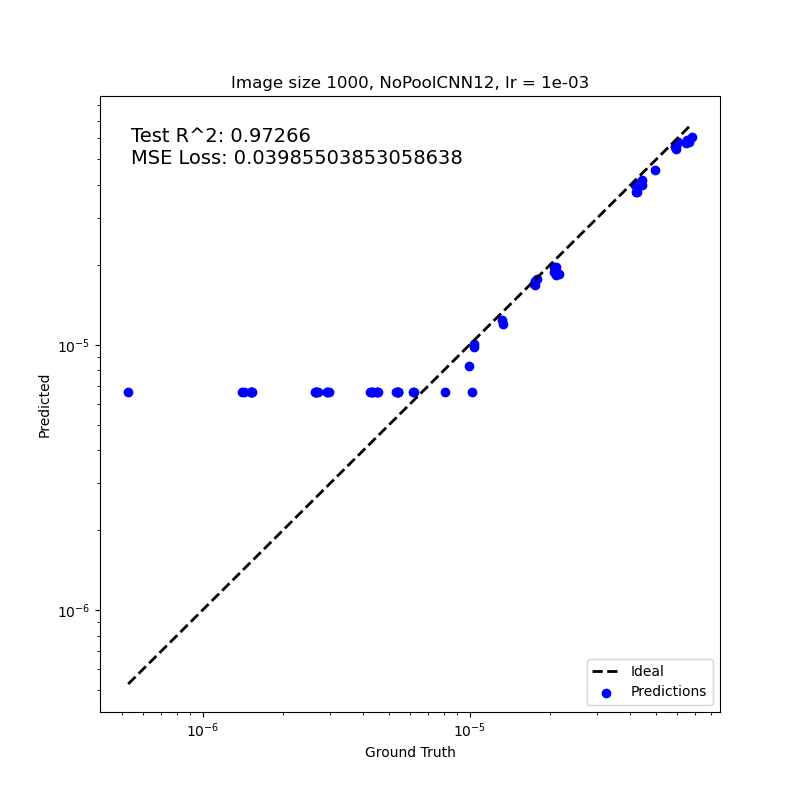 Image size 1000, NoPoolCNN12, lr = 1e-03
Test R^2: 0.97266
MSE Loss: 0.03985503853058638
Predicted
10⁻⁵
10⁻⁶
10⁻⁶ 10⁻⁵
Ground Truth
Ideal
Predictions